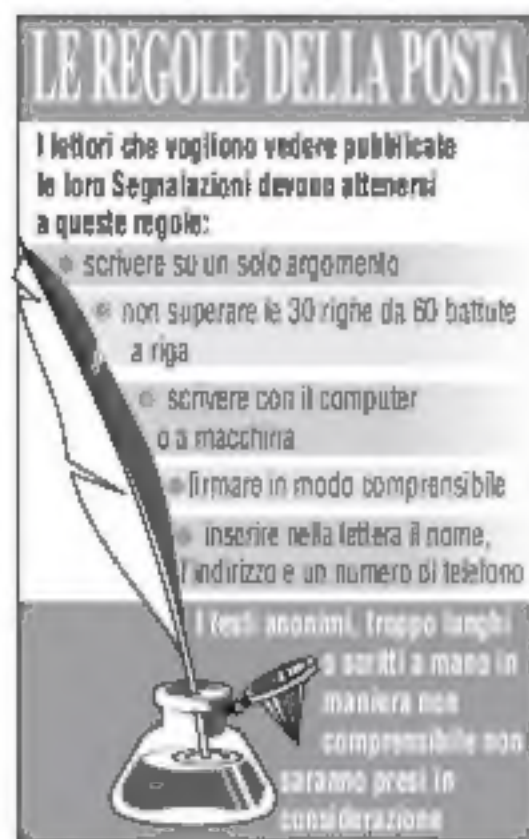 LE REGOLE DELLA POSTA
I lettori che vogliono vedere pubblicate
le loro Segnalazioni devono attenersi
a queste regole:
scrivere su un solo argomento
non superare le 30 righe da 60 battute
a riga
scrivere con il computer
o a macchina
firmare in modo comprensibile
inserire nella lettera il nome,
l'indirizzo e un numero di telefono
I testi anonimi, troppo lunghi
o scritti a mano in
maniera non
comprensibile non
saranno presi in
considerazione